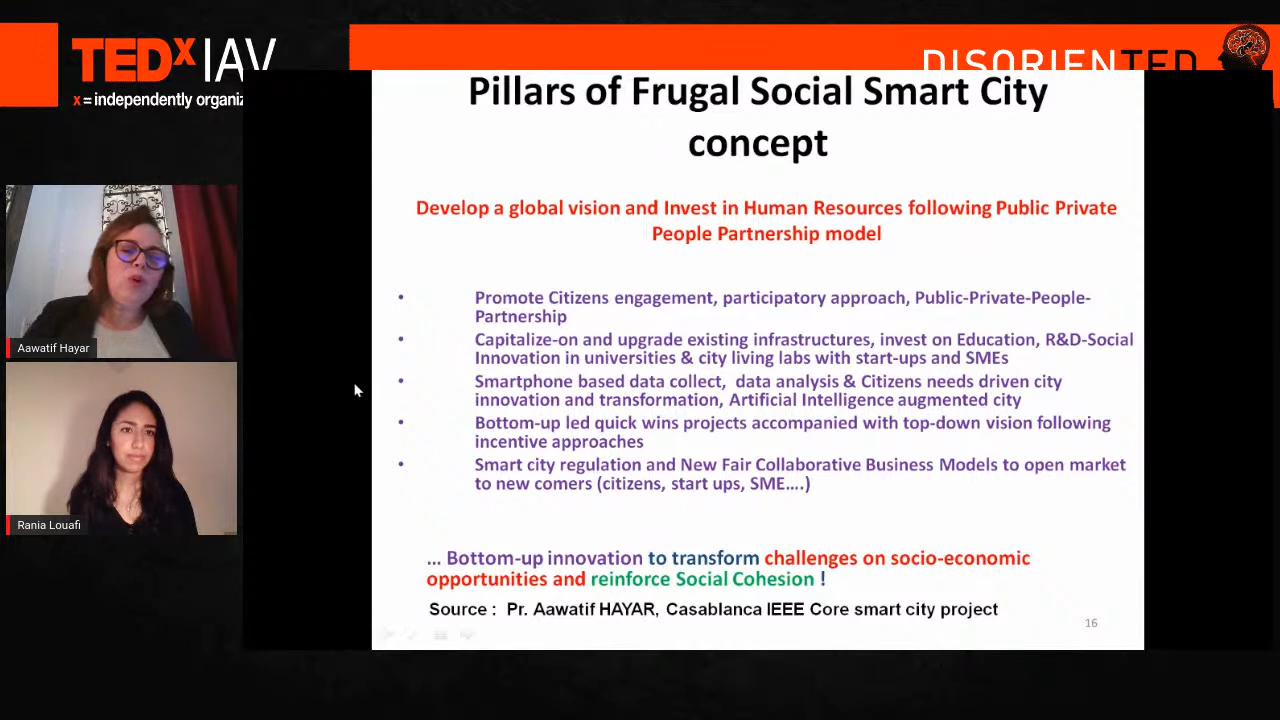 TEDx IAV
x = independently organiz
DISORIENTED
Pillars of Frugal Social Smart City
concept
Develop a global vision and Invest in Human Resources following Public Private
People Partnership model
• Promote Citizens engagement, participatory approach, Public-Private-People-
Partnership
• Capitalize-on and upgrade existing infrastructures, invest on Education, R&D-Social
Innovation in universities & city living labs with start-ups and SMEs
• Smartphone based data collect, data analysis & Citizens needs driven city
innovation and transformation, Artificial Intelligence augmented city
• Bottom-up led quick wins projects accompanied with top-down vision following
incentive approaches
• Smart city regulation and New Fair Collaborative Business Models to open market
to new comers (citizens, start ups, SME....)
... Bottom-up innovation to transform challenges on socio-economic
opportunities and reinforce Social Cohesion !
Source : Pr. Aawatif HAYAR, Casablanca IEEE Core smart city project
16
Aawatif Hayar
Rania Louafi